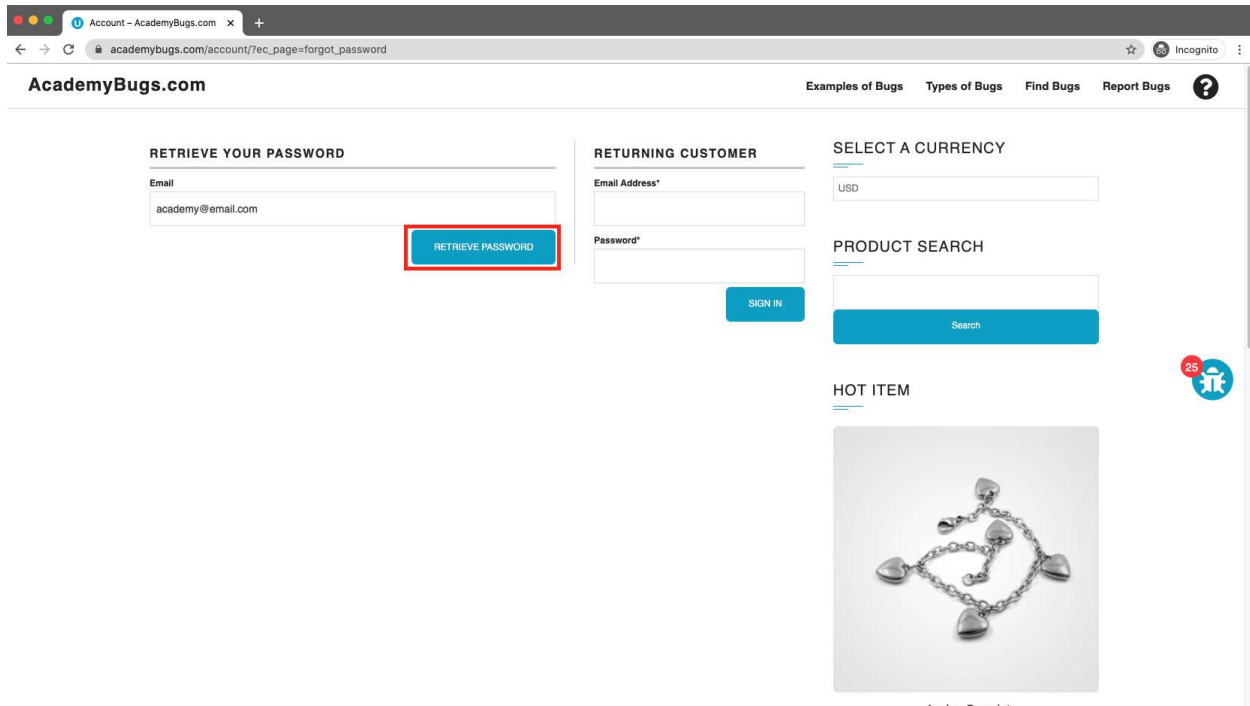 Account – AcademyBugs.com
academybugs.com/account/?ec_page=forgot_password
Incognito
AcademyBugs.com
Examples of Bugs
Types of Bugs
Find Bugs
Report Bugs
?
RETRIEVE YOUR PASSWORD
Email
academy@email.com
RETRIEVE PASSWORD
RETURNING CUSTOMER
Email Address*
Password*
SIGN IN
SELECT A CURRENCY
USD
PRODUCT SEARCH
Search
25
HOT ITEM